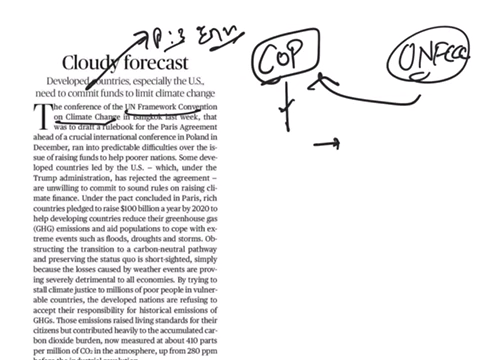 Cloudy forecast
Developed countries, especially the U.S.,
need to commit funds to limit climate change
The conference of the UN Framework Convention
on Climate Change in Bangkok last week, that
was to draft a rulebook for the Paris Agreement
ahead of a crucial international conference in Poland in
December, ran into predictable difficulties over the is-
sue of raising funds to help poorer nations. Some deve-
loped countries led by the U.S. — which, under the
Trump administration, has rejected the agreement —
are unwilling to commit to sound rules on raising cli-
mate finance. Under the pact concluded in Paris, rich
countries pledged to raise $100 billion a year by 2020 to
help developing countries reduce their greenhouse gas
(GHG) emissions and aid populations to cope with ex-
treme events such as floods, droughts and storms. Ob-
structing the transition to a carbon-neutral pathway
and preserving the status quo is short-sighted, simply
because the losses caused by weather events are prov-
ing severely detrimental to all economies. By trying to
stall climate justice to millions of poor people in vulner-
able countries, the developed nations are refusing to
accept their responsibility for historical emissions of
GHGs. Those emissions raised living standards for their
citizens but contributed heavily to the accumulated car-
bon dioxide burden, now measured at about 410 parts
per million of CO2 in the atmosphere, up from 280 ppm
before the industrial revolution.
COP
UNFCCC